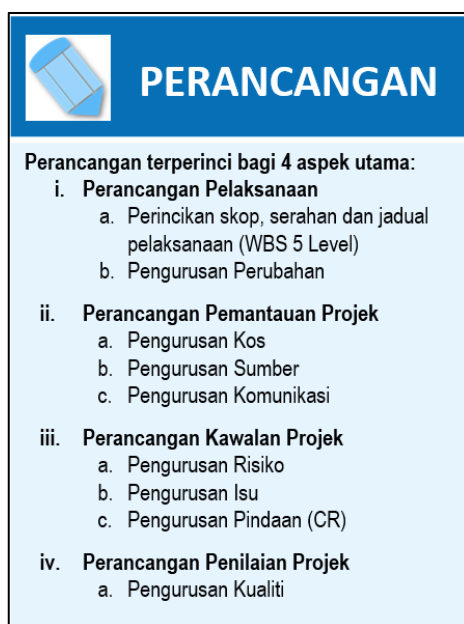 PERANCANGAN
Perancangan terperinci bagi 4 aspek utama:
i. Perancangan Pelaksanaan
a. Perincikan skop, serahan dan jadual
pelaksanaan (WBS 5 Level)
b. Pengurusan Perubahan
ii. Perancangan Pemantauan Projek
a. Pengurusan Kos
b. Pengurusan Sumber
c. Pengurusan Komunikasi
iii. Perancangan Kawalan Projek
a. Pengurusan Risiko
b. Pengurusan Isu
c. Pengurusan Pindaan (CR)
iv. Perancangan Penilaian Projek
a. Pengurusan Kualiti